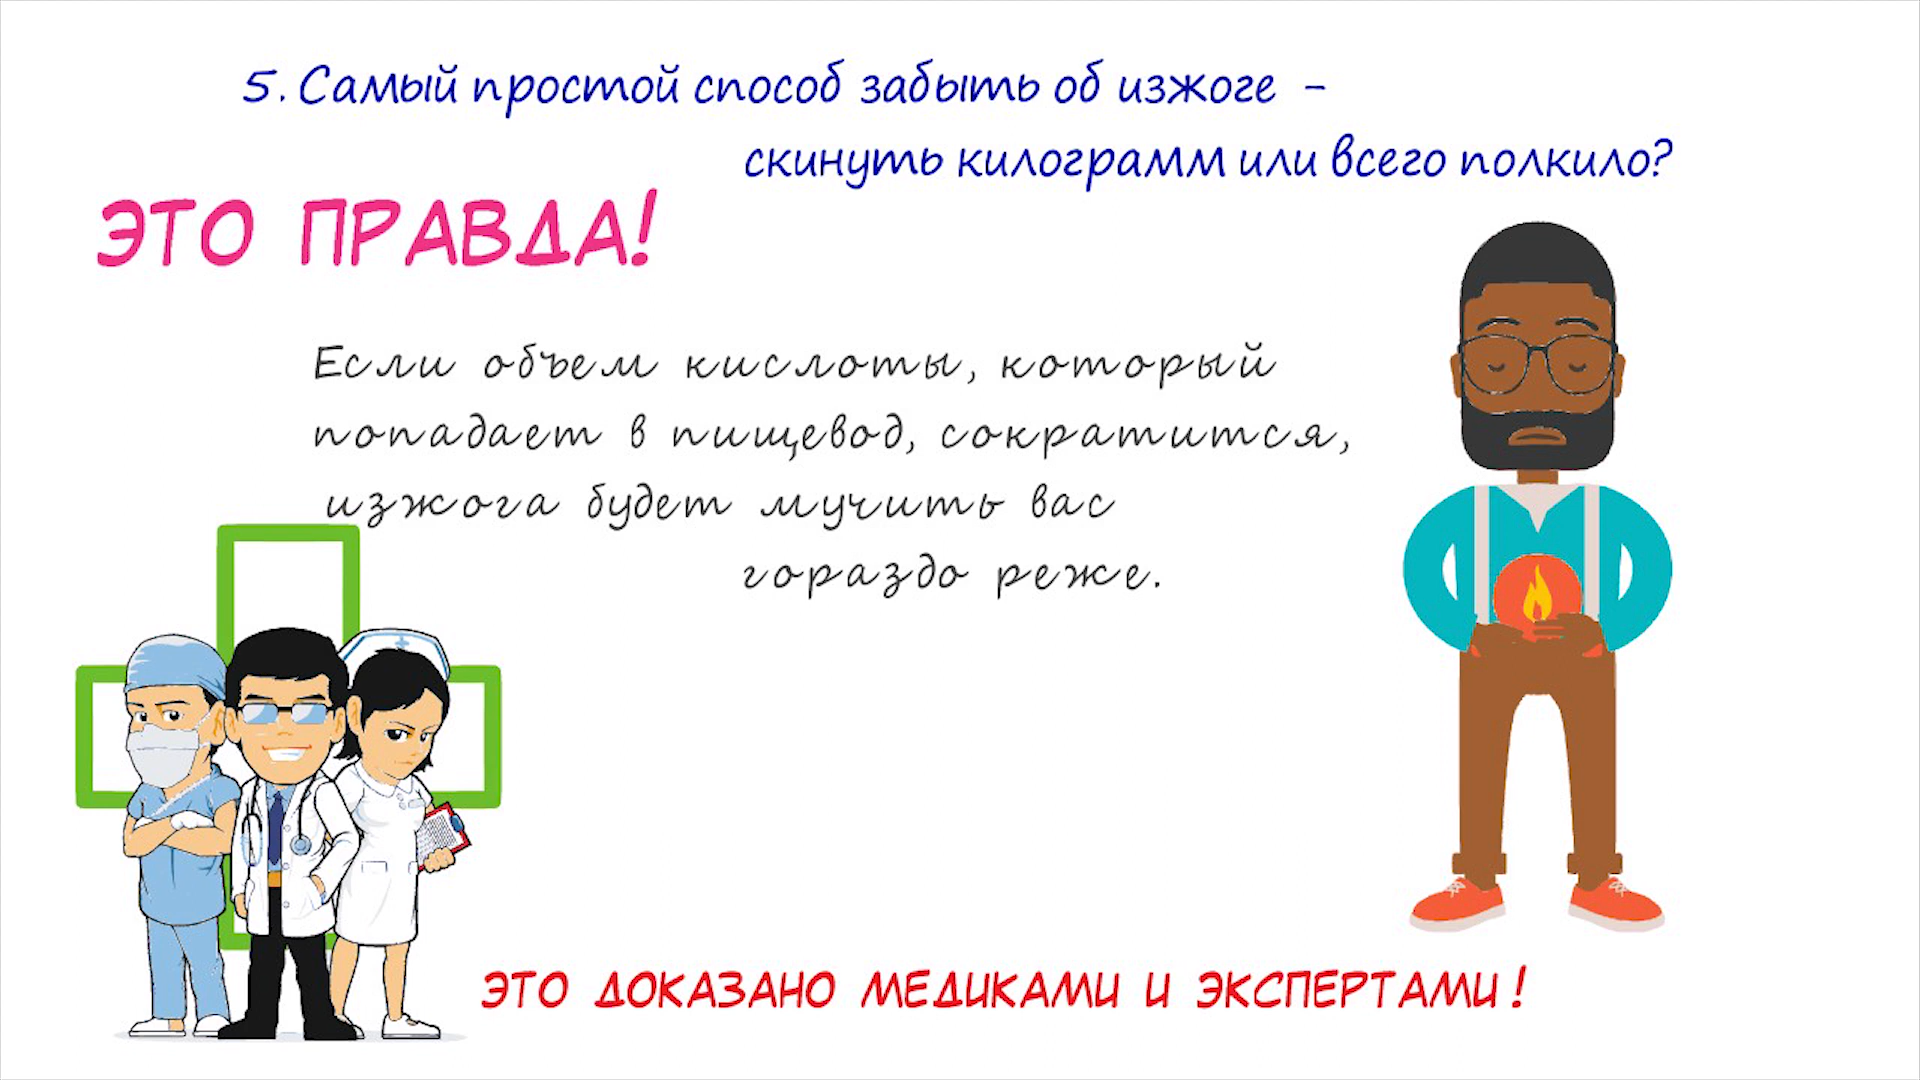 5. Самый простой способ забыть об изжоге -
скинуть килограмм или всего полкило?
ЭТО ПРАВДА!
Если объем кислоты, который
попадает в пищевод, сократится,
изжога будет мучить вас
гораздо реже.
ЭТО ДОКАЗАНО МЕДИКАМИ И ЭКСПЕРТАМИ!